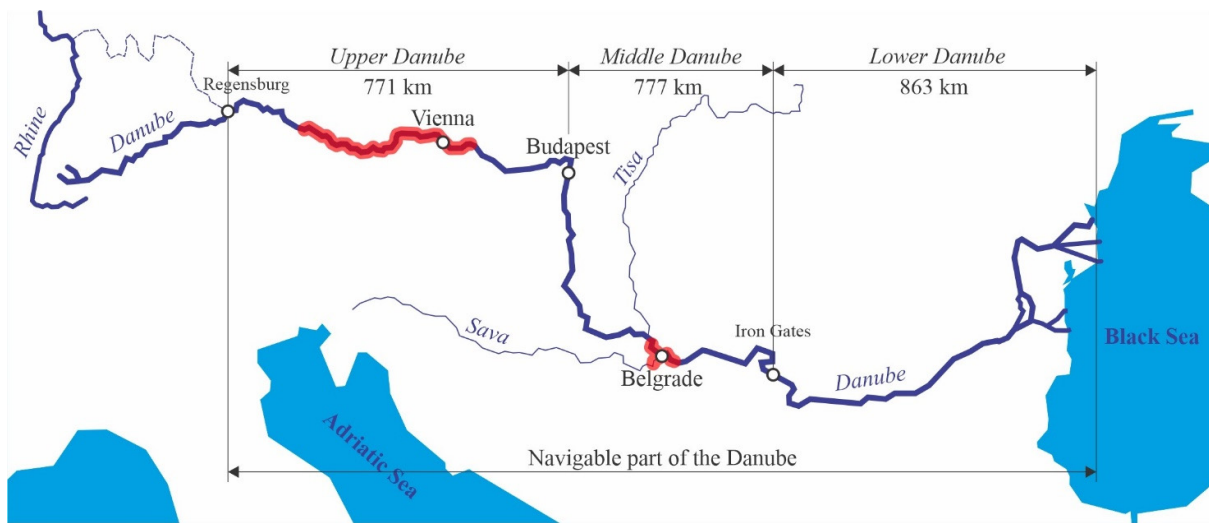 Upper Danube
Middle Danube
Lower Danube
771 km
777 km
863 km
Regensburg
Rhine
Danube
Vienna
Budapest
Tisa
Sava
Belgrade
Iron Gates
Danube
Black Sea
Adriatic Sea
Navigable part of the Danube